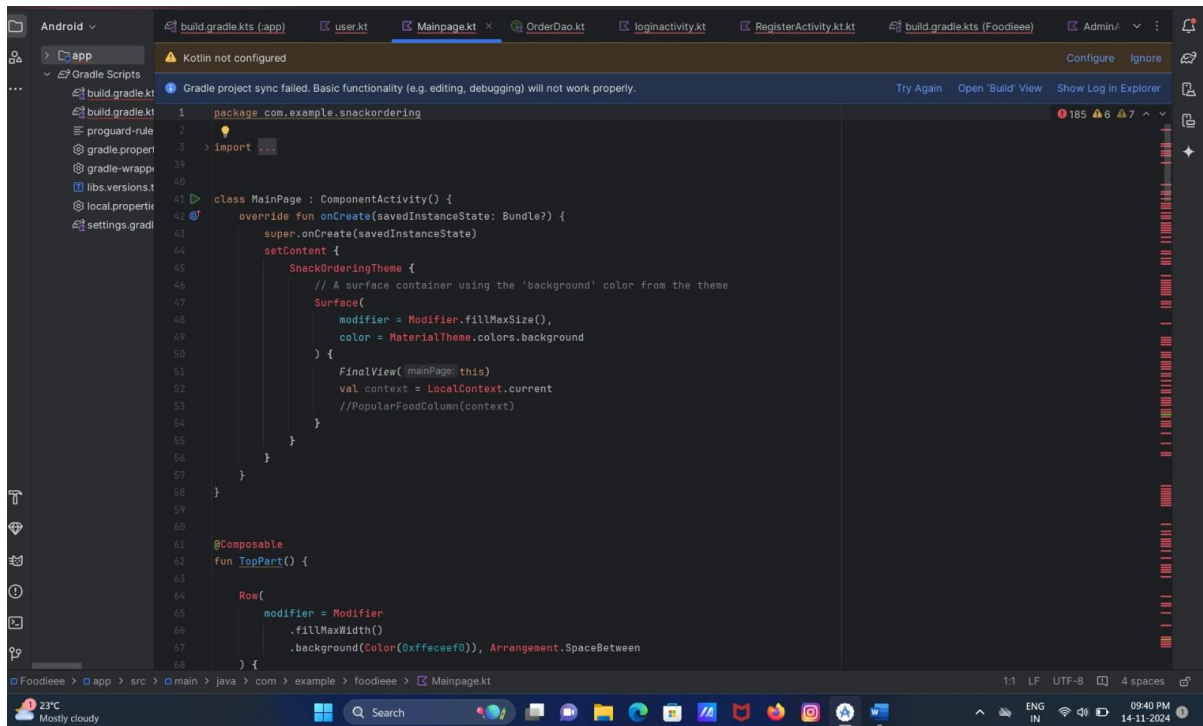 Android
build.gradle.kts (:app)
user.kt
Mainpage.kt
OrderDao.kt
loginactivity.kt
RegisterActivity.kt.kt
build.gradle.kts (Foodieee)
AdminA
app
Gradle Scripts
build.gradle.kt
build.gradle.kt
proguard-rule
gradle.propert
gradle-wrappe
libs.versions.t
local.propertie
settings.gradl
Kotlin not configured
Configure Ignore
Gradle project sync failed. Basic functionality (e.g. editing, debugging) will not work properly.
Try Again Open 'Build' View Show Log in Explorer
185 6 7
1 package com.example.snackordering
2
3 import ...
39
40
41 class MainPage : ComponentActivity() {
42 override fun onCreate(savedInstanceState: Bundle?) {
43 super.onCreate(savedInstanceState)
44 setContent {
45 SnackOrderingTheme {
46 // A surface container using the 'background' color from the theme
47 Surface(
48 modifier = Modifier.fillMaxSize(),
49 color = MaterialTheme.colors.background
50 ) {
51 FinalView( mainPage: this)
52 val context = LocalContext.current
53 //PopularFoodColumn(context)
54 }
55 }
56 }
57 }
58 }
59
60
61 @Composable
62 fun TopPart() {
63
64 Row(
65 modifier = Modifier
66 .fillMaxWidth()
67 .background(Color(0xffeceef0)), Arrangement.SpaceBetween
68 ) {
Foodieee > app > src > main > java > com > example > foodieee > Mainpage.kt
1:1 LF UTF-8 4 spaces
23°C
Mostly cloudy
Search
ENG
IN
09:40 PM
14-11-2024